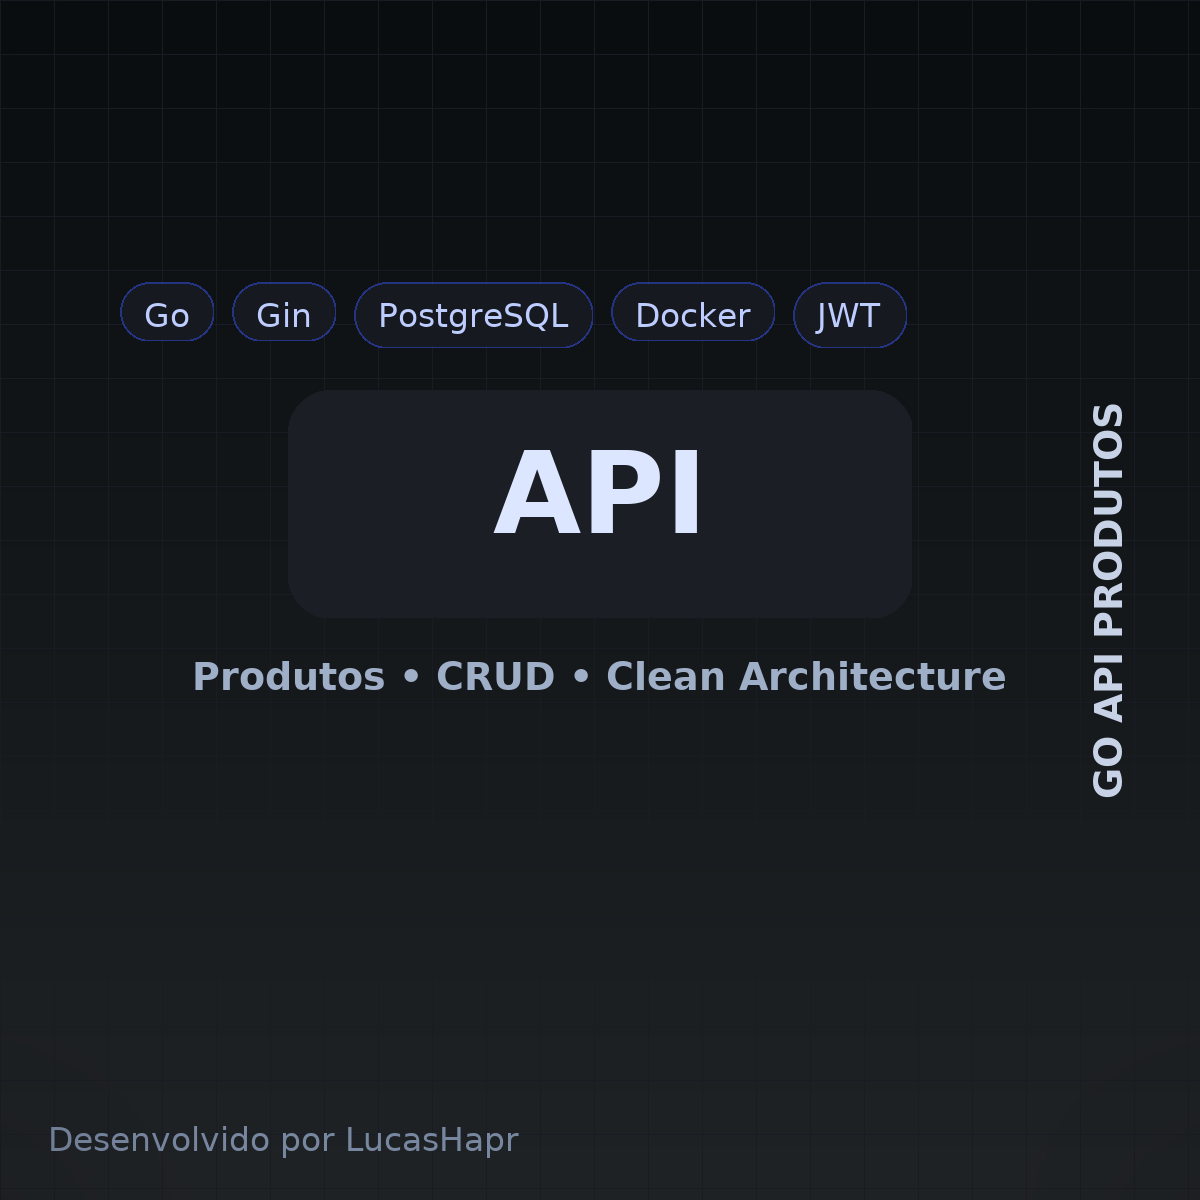 Go Gin PostgreSQL Docker JWT
API
Produtos • CRUD • Clean Architecture
GO API PRODUTOS
Desenvolvido por LucasHapr